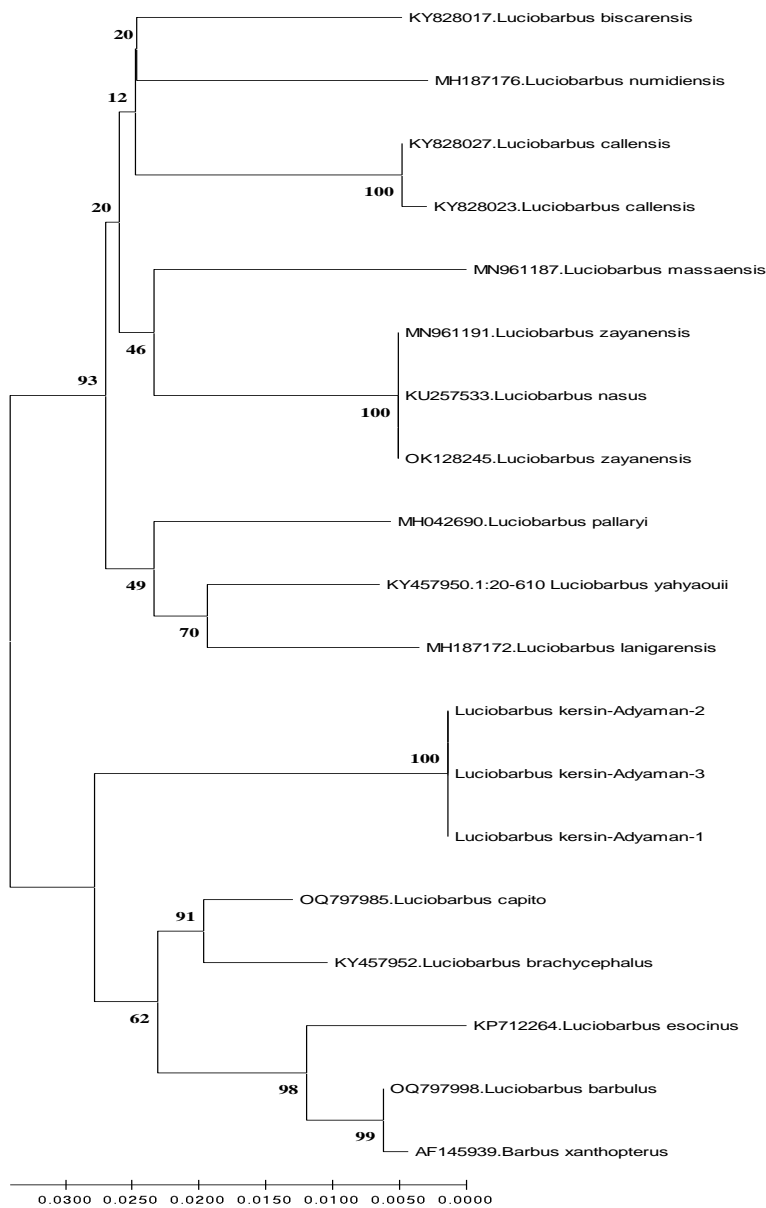 KY828017.Luciobarbus biscarensis
20
MH187176.Luciobarbus numidiensis
12
KY828027.Luciobarbus callensis
100
KY828023.Luciobarbus callensis
20
MN961187.Luciobarbus massaensis
MN961191.Luciobarbus zayanensis
46
93
KU257533.Luciobarbus nasus
100
OK128245.Luciobarbus zayanensis
MH042690.Luciobarbus pallaryi
49
KY457950.1:20-610 Luciobarbus yahyaouii
70
MH187172.Luciobarbus lanigarensis
Luciobarbus kersin-Adyaman-2
100
Luciobarbus kersin-Adyaman-3
Luciobarbus kersin-Adyaman-1
OQ797985.Luciobarbus capito
91
KY457952.Luciobarbus brachycephalus
62
KP712264.Luciobarbus esocinus
98
OQ797998.Luciobarbus barbulus
99
AF145939.Barbus xanthopterus
0.0300 0.0250 0.0200 0.0150 0.0100 0.0050 0.0000